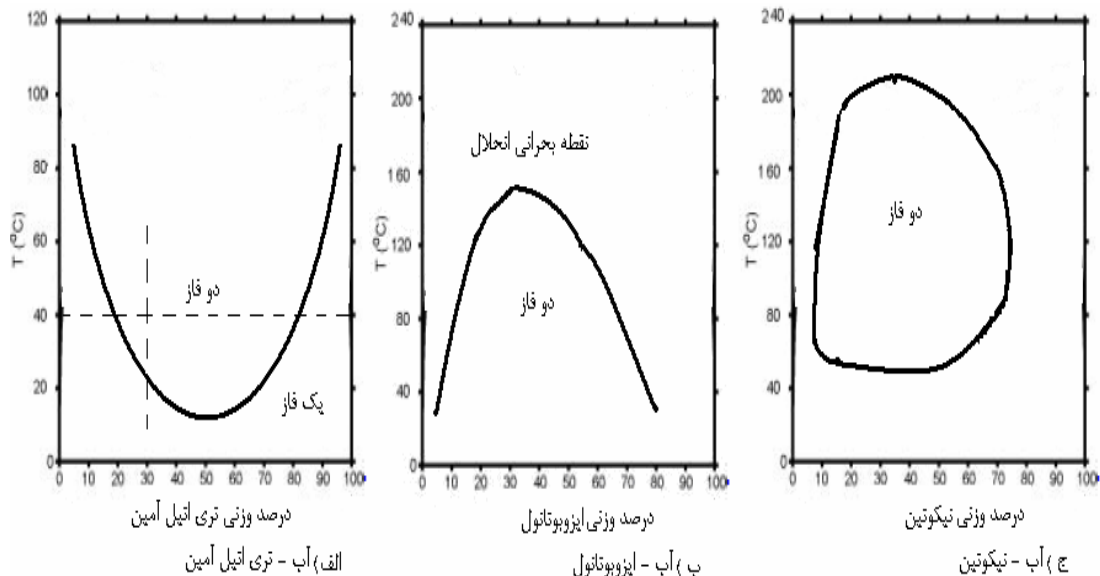 120
100
80
60
40
20
0
T (°C)
دو فاز
یک فاز
0 10 20 30 40 50 60 70 80 90 100
درصد وزنی تری اتیل آمین
الف) آب - تری اتیل آمین
240
200
160
120
80
40
0
T (°C)
نقطه بحرانی انحلال
دو فاز
0 10 20 30 40 50 60 70 80 90 100
درصد وزنی ایزوبوتانول
ب) آب - ایزوبوتانول
240
200
160
120
80
40
0
T (°C)
دو فاز
0 10 20 30 40 50 60 70 80 90 100
درصد وزنی نیکوتین
ج) آب - نیکوتین